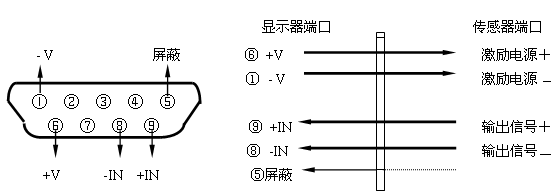 显示器端口 传感器端口
- V 屏蔽
⑥ +V 激励电源+
① - V 激励电源-
① ② ③ ④ ⑤
⑥ ⑦ ⑧ ⑨
⑨ +IN 输出信号+
⑧ -IN 输出信号-
+V -IN +IN
⑤屏蔽